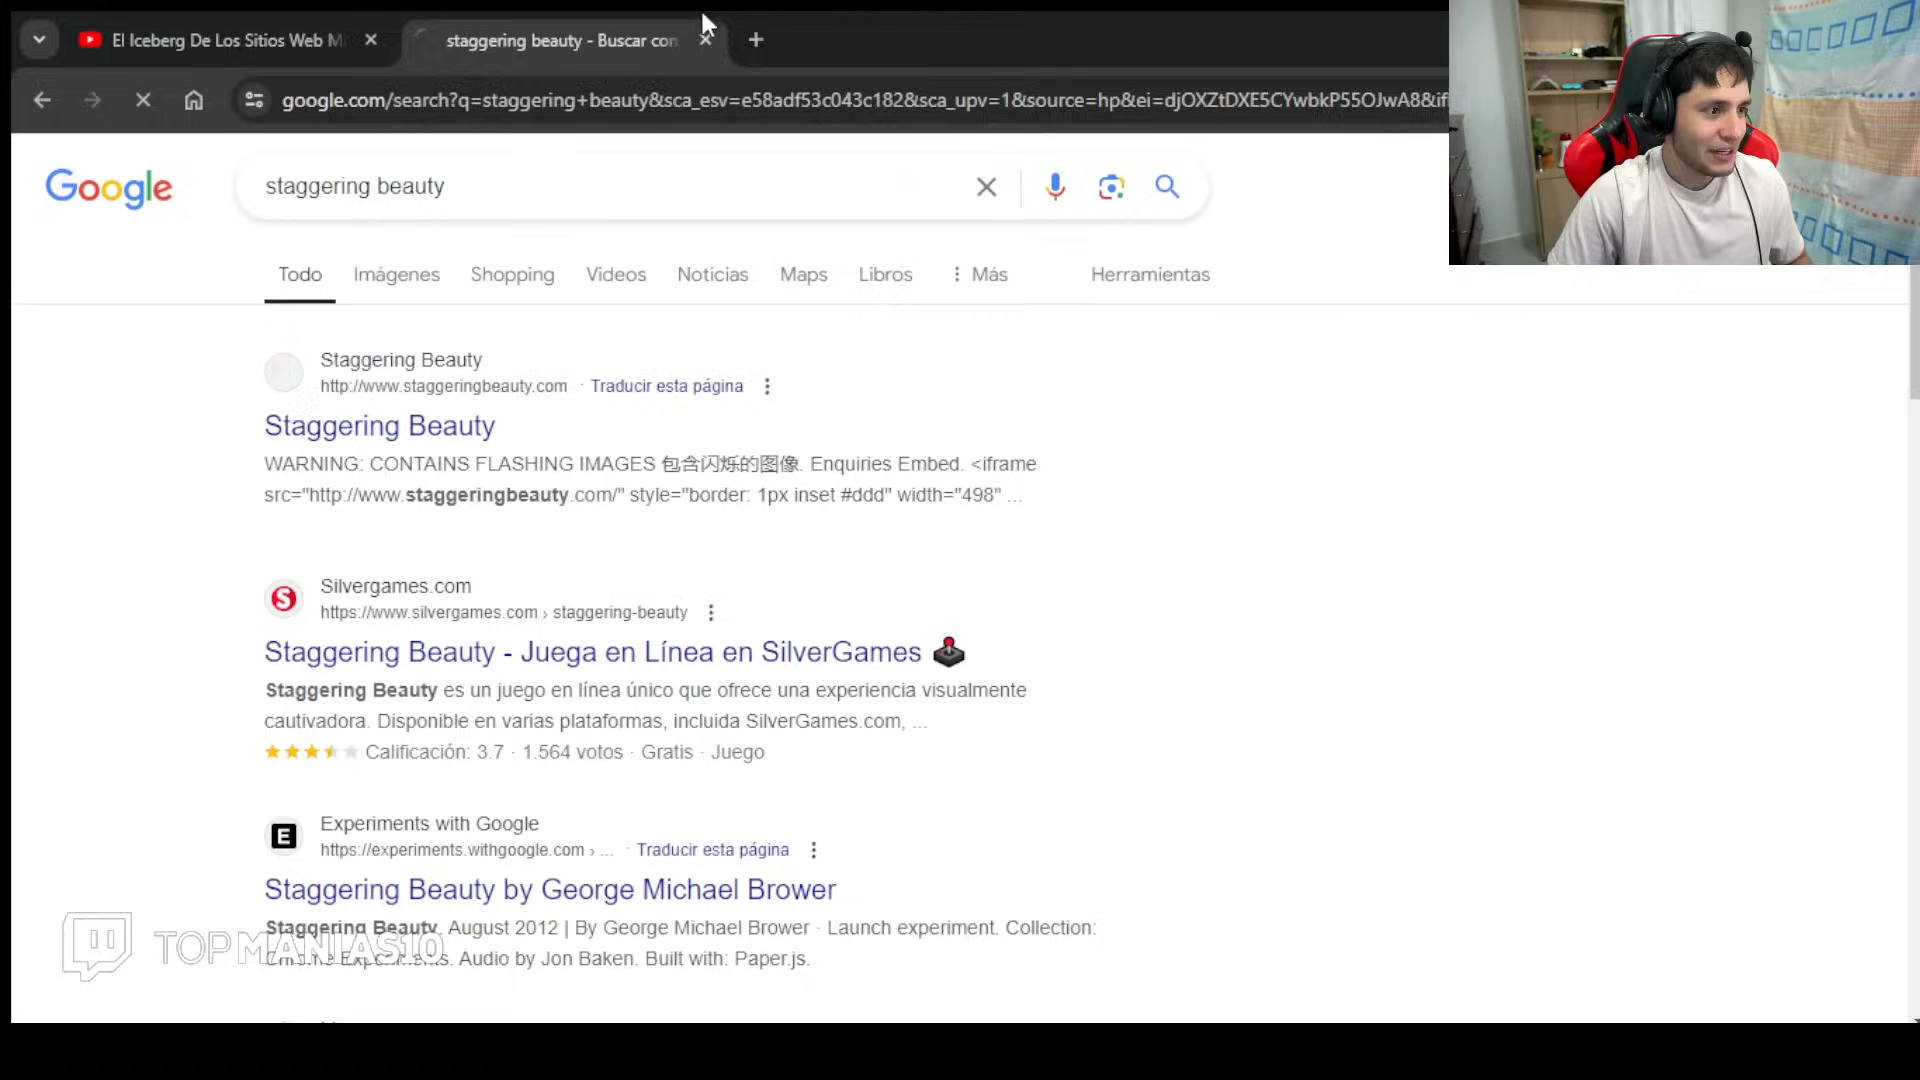 El Iceberg De Los Sitios Web M
staggering beauty - Buscar con
google.com/search?q=staggering+beauty&sca_esv=e58adf53c043c182&sca_upv=1&source=hp&ei=djOXZtDXE5CYwbkP55OJwA8&ifl
Google
staggering beauty
Todo Imágenes Shopping Videos Noticias Maps Libros Más Herramientas
Staggering Beauty
http://www.staggeringbeauty.com · Traducir esta página
Staggering Beauty
WARNING: CONTAINS FLASHING IMAGES 包含闪烁的图像. Enquiries Embed. <iframe
src="http://www.staggeringbeauty.com/" style="border: 1px inset #ddd" width="498" ...
Silvergames.com
https://www.silvergames.com › staggering-beauty
Staggering Beauty - Juega en Línea en SilverGames
Staggering Beauty es un juego en línea único que ofrece una experiencia visualmente
cautivadora. Disponible en varias plataformas, incluida SilverGames.com, ...
Calificación: 3.7 · 1.564 votos · Gratis · Juego
E
Experiments with Google
https://experiments.withgoogle.com › ... · Traducir esta página
Staggering Beauty by George Michael Brower
Staggering Beauty. August 2012 | By George Michael Brower · Launch experiment. Collection:
Chrome Experiments. Audio by Jon Baken. Built with: Paper.js.
TOPMANIAS10